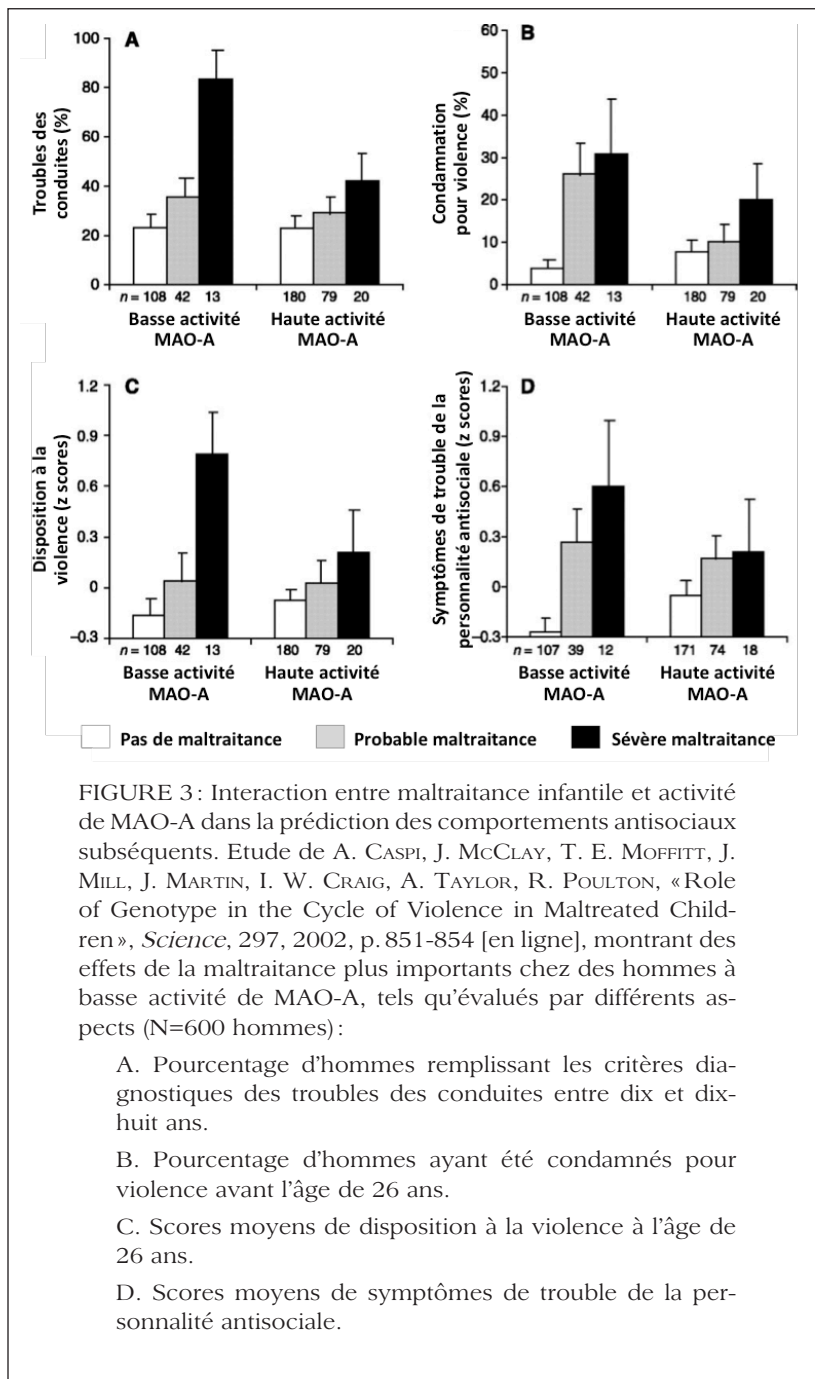 A
Troubles des
conduites (%)
100
80
60
40
20
0
n = 108 42 13 180 79 20
Basse activité Haute activité
MAO-A MAO-A
B
Condamnation
pour violence (%)
60
50
40
30
20
10
0
n = 108 42 13 180 79 20
Basse activité Haute activité
MAO-A MAO-A
C
Disposition à la
violence (z scores)
1.2
0.9
0.6
0.3
0
–0.3
n = 108 42 13 180 79 20
Basse activité Haute activité
MAO-A MAO-A
D
Symptômes de trouble de la
personnalité antisociale (z scores)
1.2
0.9
0.6
0.3
0
–0.3
n = 107 39 12 171 74 18
Basse activité Haute activité
MAO-A MAO-A
Pas de maltraitance Probable maltraitance Sévère maltraitance
FIGURE 3 : Interaction entre maltraitance infantile et activité
de MAO-A dans la prédiction des comportements antisociaux
subséquents. Etude de A. CASPI, J. MCCLAY, T. E. MOFFITT, J.
MILL, J. MARTIN, I. W. CRAIG, A. TAYLOR, R. POULTON, «Role
of Genotype in the Cycle of Violence in Maltreated Chil-
dren», Science, 297, 2002, p. 851-854 [en ligne], montrant des
effets de la maltraitance plus importants chez des hommes à
basse activité de MAO-A, tels qu'évalués par différents as-
pects (N=600 hommes) :
A. Pourcentage d'hommes remplissant les critères dia-
gnostiques des troubles des conduites entre dix et dix-
huit ans.
B. Pourcentage d'hommes ayant été condamnés pour
violence avant l'âge de 26 ans.
C. Scores moyens de disposition à la violence à l'âge de
26 ans.
D. Scores moyens de symptômes de trouble de la per-
sonnalité antisociale.